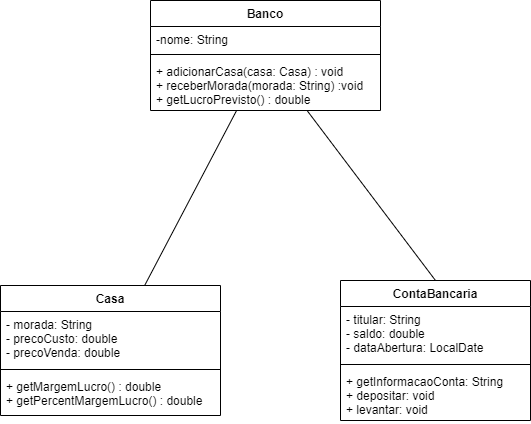 Banco
-nome: String
+ adicionarCasa(casa: Casa) : void
+ receberMorada(morada: String) :void
+ getLucroPrevisto() : double
Casa
- morada: String
- precoCusto: double
- precoVenda: double
+ getMargemLucro() : double
+ getPercentMargemLucro() : double
ContaBancaria
- titular: String
- saldo: double
- dataAbertura: LocalDate
+ getInformacaoConta: String
+ depositar: void
+ levantar: void